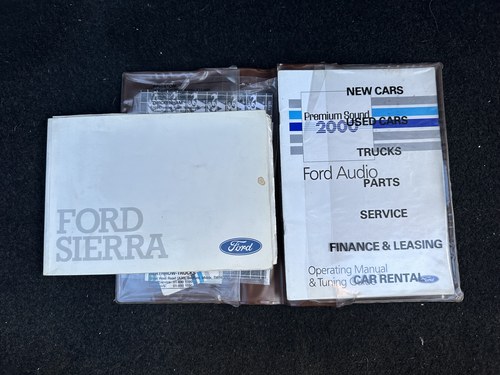 FORD
SIERRA
Ford
NEW CARS
Premium Sound
2000
USED CARS
TRUCKS
Ford Audio
PARTS
SERVICE
FINANCE & LEASING
Operating Manual
& Tuning
CAR RENTAL
Ford